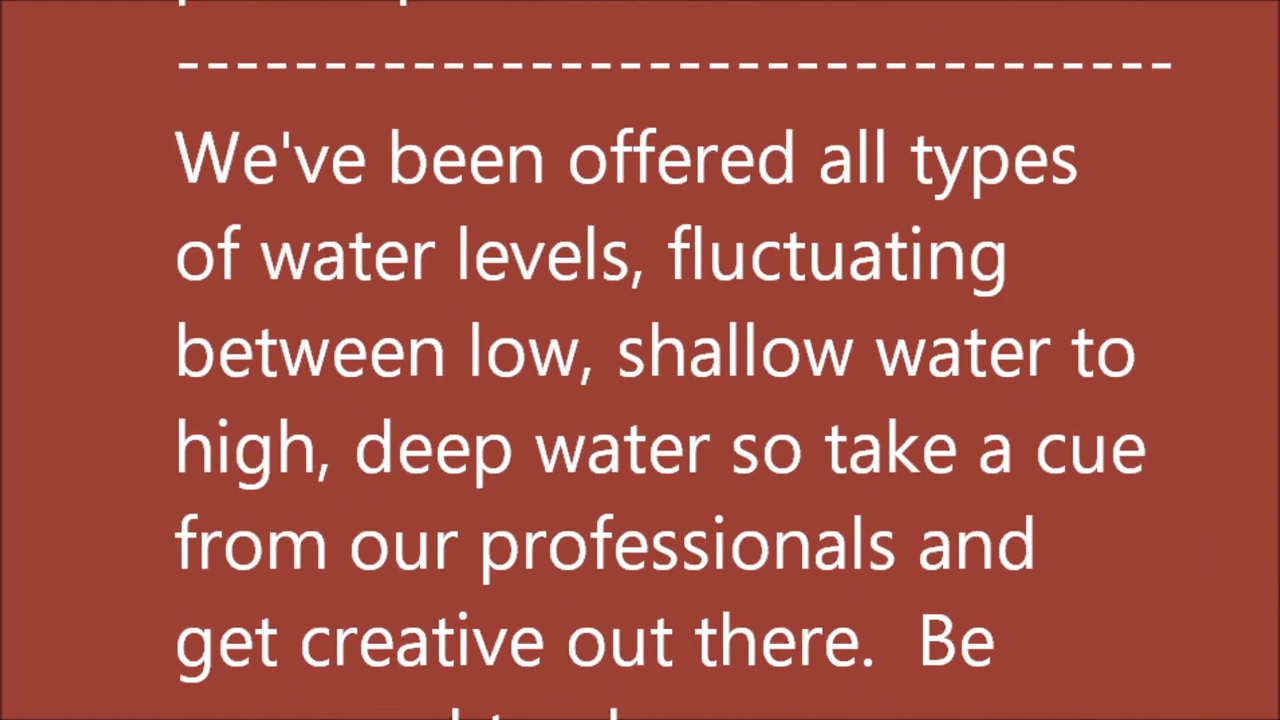 ----------------------------------
We've been offered all types
of water levels, fluctuating
between low, shallow water to
high, deep water so take a cue
from our professionals and
get creative out there.  Be